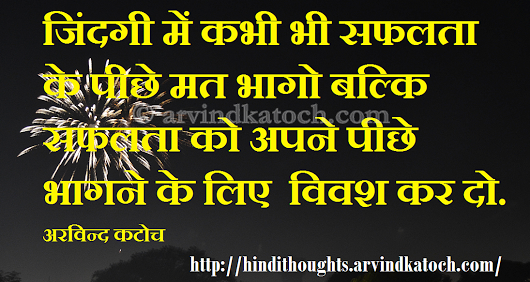 जिंदगी में कभी भी सफलता
के पीछे मत भागो बल्कि
© arvindkatoch.com
सफलता को अपने पीछे
भागने के लिए विवश कर दो.
अरविन्द कटोच
http://hindithoughts.arvindkatoch.com/